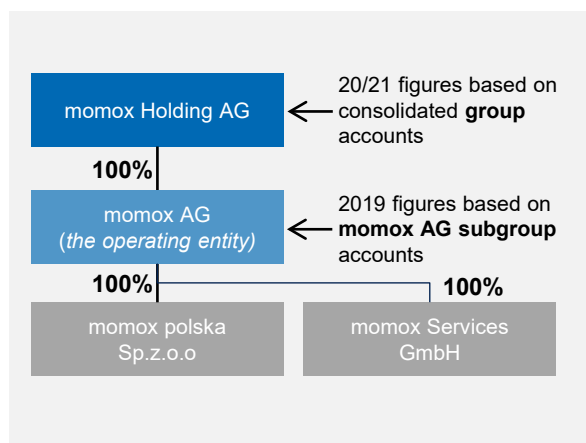 momox Holding AG
20/21 figures based on
consolidated group
accounts
100%
momox AG
(the operating entity)
2019 figures based on
momox AG subgroup
accounts
100%
100%
momox polska
Sp.z.o.o
momox Services
GmbH